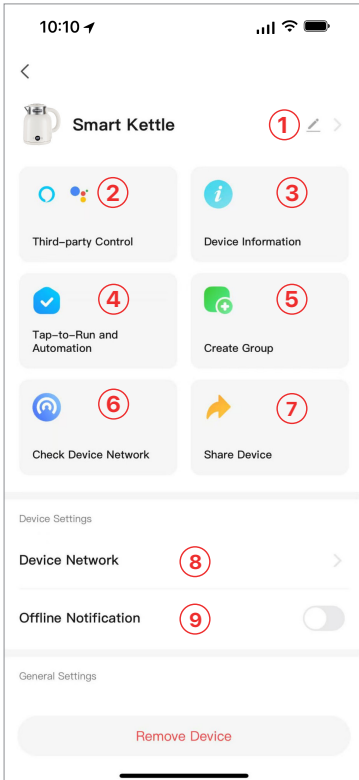 10:10
Smart Kettle 1
2
3
Third-party Control
Device Information
4
5
Tap-to-Run and
Automation
Create Group
6
7
Check Device Network
Share Device
Device Settings
Device Network 8
Offline Notification 9
General Settings
Remove Device